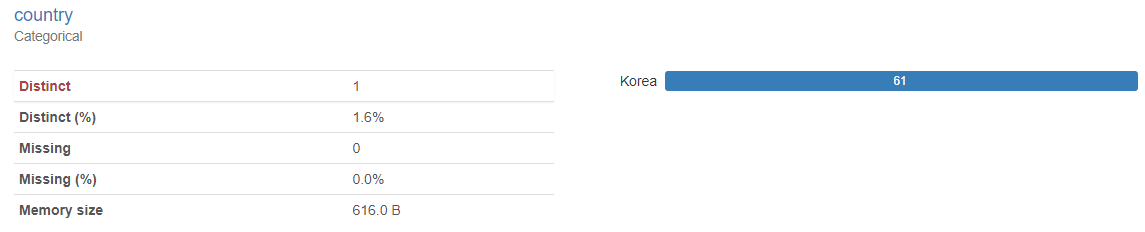 country
Categorical
Distinct 1
Distinct (%) 1.6%
Missing 0
Missing (%) 0.0%
Memory size 616.0 B
Korea 61